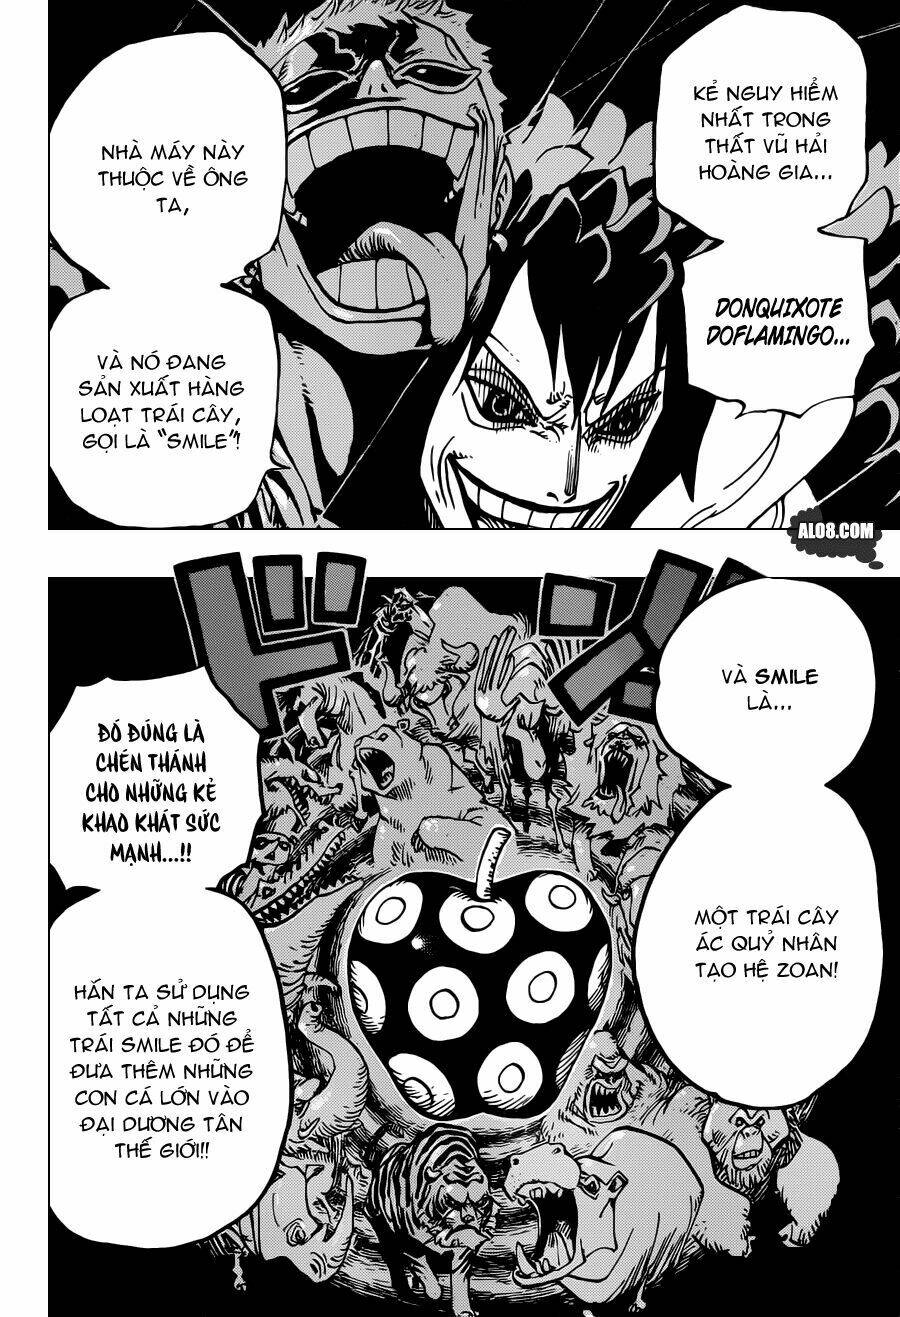 KẺ NGUY HIỂM
NHẤT TRONG
THẤT VŨ HẢI
HOÀNG GIA...
DONQUIXOTE
DOFLAMINGO...
NHÀ MÁY NÀY
THUỘC VỀ ÔNG
TA,
VÀ NÓ ĐANG
SẢN XUẤT HÀNG
LOẠT TRÁI CÂY,
GỌI LÀ “SMILE”!
ALO8.COM
VÀ SMILE
LÀ...
MỘT TRÁI CÂY
ÁC QUỶ NHÂN
TẠO HỆ ZOAN!
ĐÓ ĐÚNG LÀ
CHÉN THÁNH
CHO NHỮNG KẺ
KHAO KHÁT SỨC
MẠNH...!!
HẮN TA SỬ DỤNG
TẤT CẢ NHỮNG
TRÁI SMILE ĐÓ ĐỂ
ĐƯA THÊM NHỮNG
CON CÁ LỚN VÀO
ĐẠI DƯƠNG TÂN
THẾ GIỚI!!